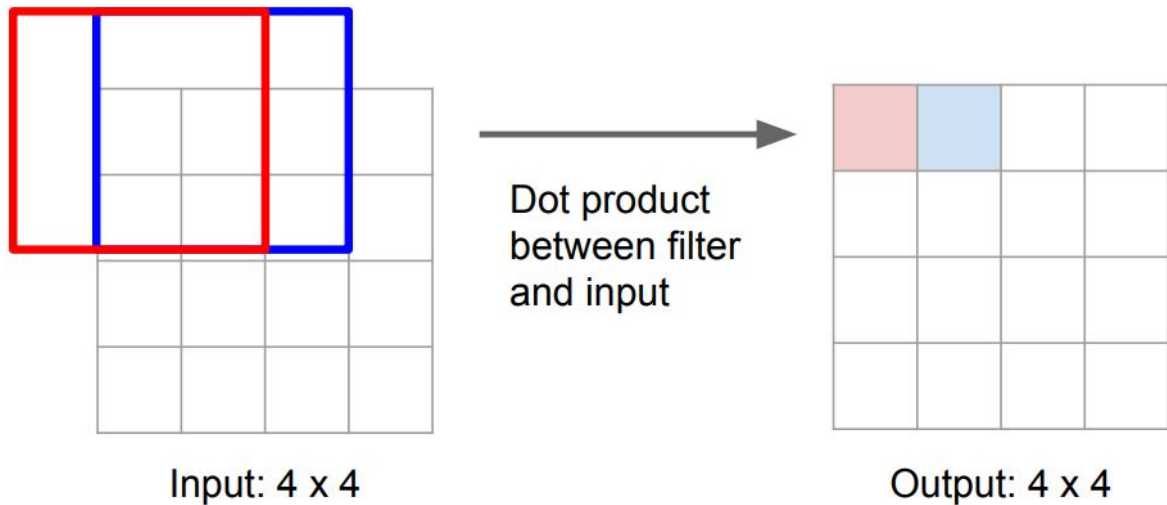 Dot product
between filter
and input
Input: 4 x 4
Output: 4 x 4